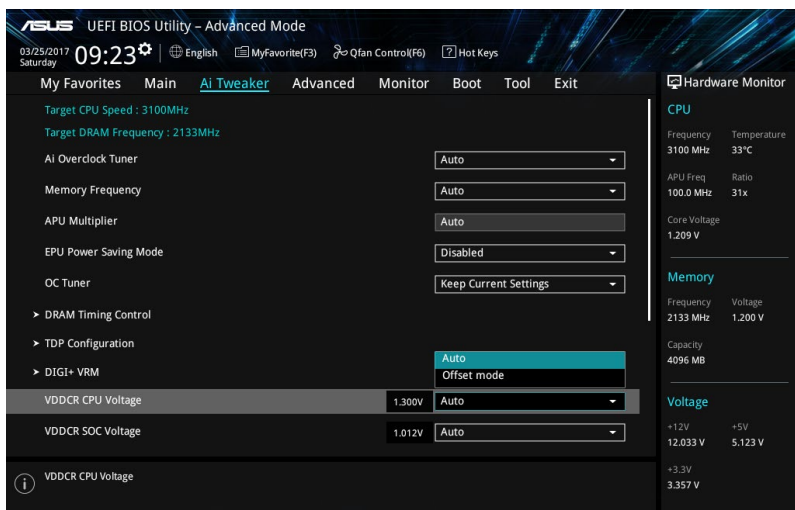 ASUS UEFI BIOS Utility – Advanced Mode
03/25/2017
Saturday
09:23
English MyFavorite(F3) Qfan Control(F6) ? Hot Keys
My Favorites Main Ai Tweaker Advanced Monitor Boot Tool Exit
Target CPU Speed : 3100MHz
Target DRAM Frequency : 2133MHz
Ai Overclock Tuner Auto
Memory Frequency Auto
APU Multiplier Auto
EPU Power Saving Mode Disabled
OC Tuner Keep Current Settings
> DRAM Timing Control
> TDP Configuration
> DIGI+ VRM
Auto
Offset mode
VDDCR CPU Voltage 1.300V Auto
VDDCR SOC Voltage 1.012V Auto
i VDDCR CPU Voltage
Hardware Monitor
CPU
Frequency Temperature
3100 MHz 33°C
APU Freq Ratio
100.0 MHz 31x
Core Voltage
1.209 V
Memory
Frequency Voltage
2133 MHz 1.200 V
Capacity
4096 MB
Voltage
+12V +5V
12.033 V 5.123 V
+3.3V
3.357 V